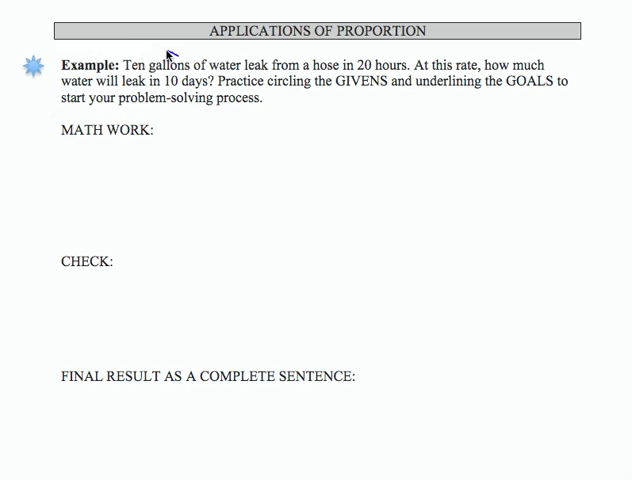 APPLICATIONS OF PROPORTION
Example: Ten gallons of water leak from a hose in 20 hours. At this rate, how much
water will leak in 10 days? Practice circling the GIVENS and underlining the GOALS to
start your problem-solving process.
MATH WORK:
CHECK:
FINAL RESULT AS A COMPLETE SENTENCE: